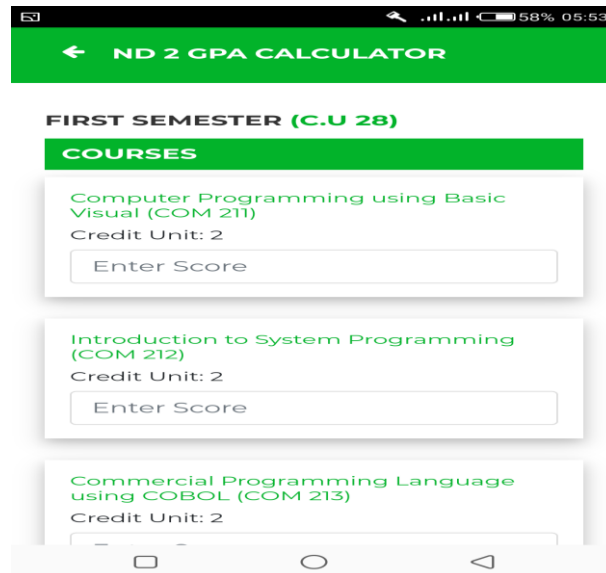 58% 05:53
ND 2 GPA CALCULATOR
FIRST SEMESTER (C.U 28)
COURSES
Computer Programming using Basic
Visual (COM 211)
Credit Unit: 2
Enter Score
Introduction to System Programming
(COM 212)
Credit Unit: 2
Enter Score
Commercial Programming Language
using COBOL (COM 213)
Credit Unit: 2